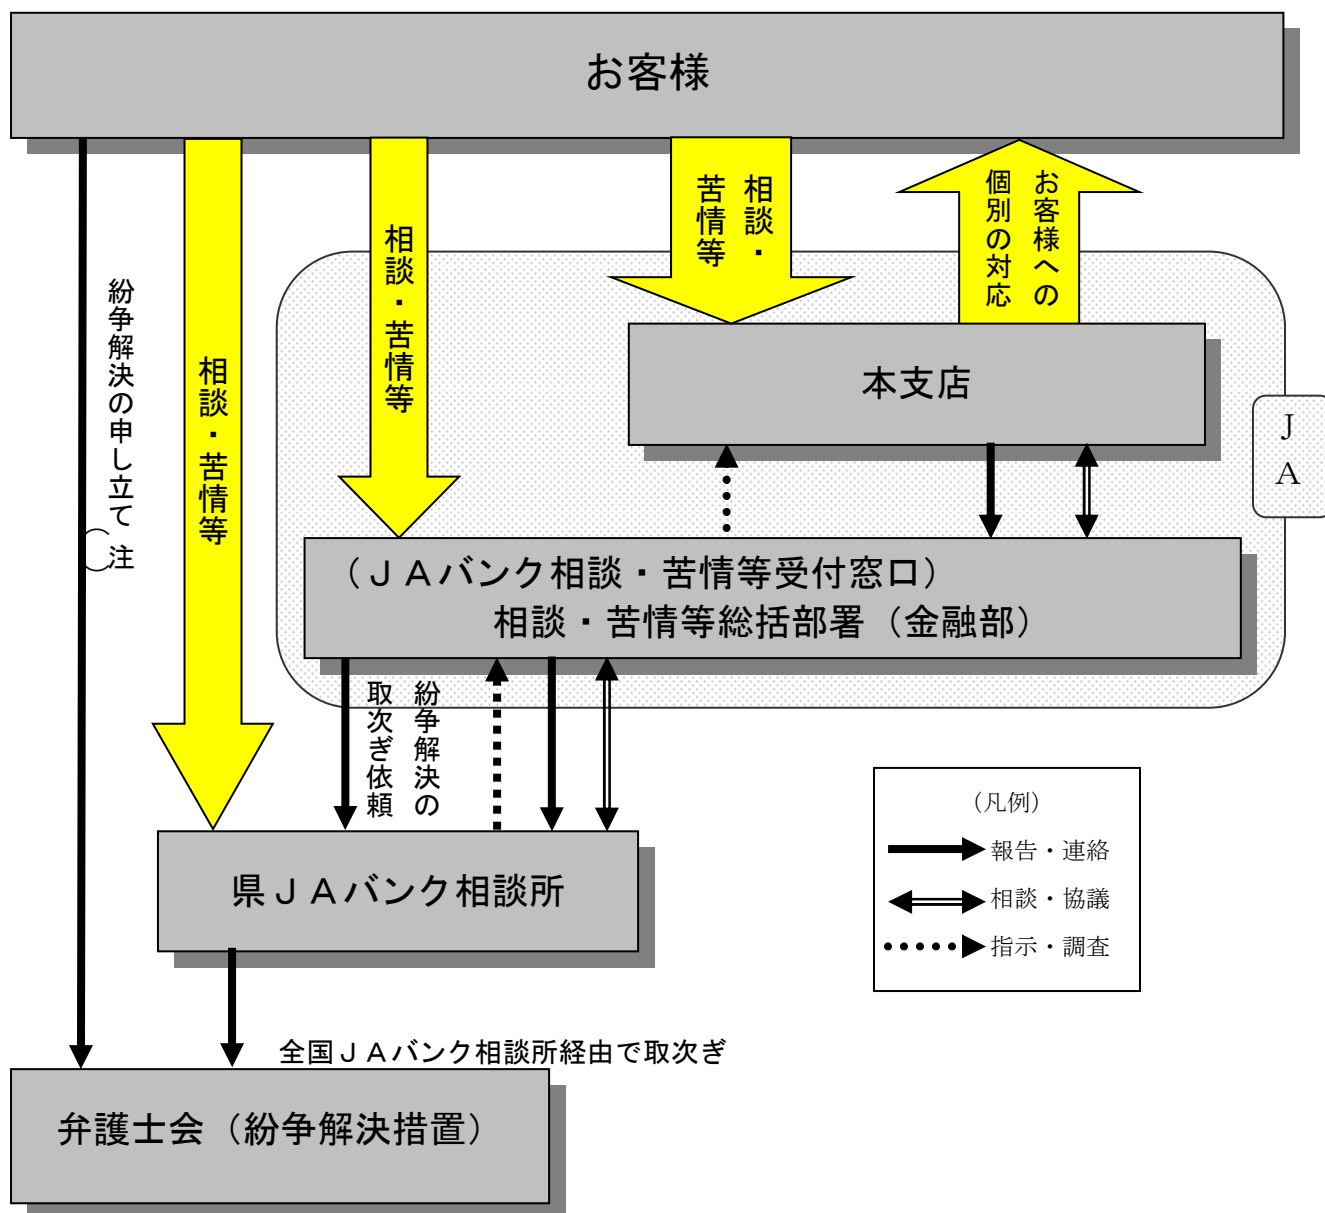 お客様
相談・
苦情等
お客様への
個別の対応
相談・苦情等
相談・苦情等
紛争解決の申し立て（注）
本支店
JA
（ＪＡバンク相談・苦情等受付窓口）
相談・苦情等総括部署（金融部）
紛争解決の
取次ぎ依頼
県ＪＡバンク相談所
（凡例）
報告・連絡
相談・協議
指示・調査
全国ＪＡバンク相談所経由で取次ぎ
弁護士会（紛争解決措置）